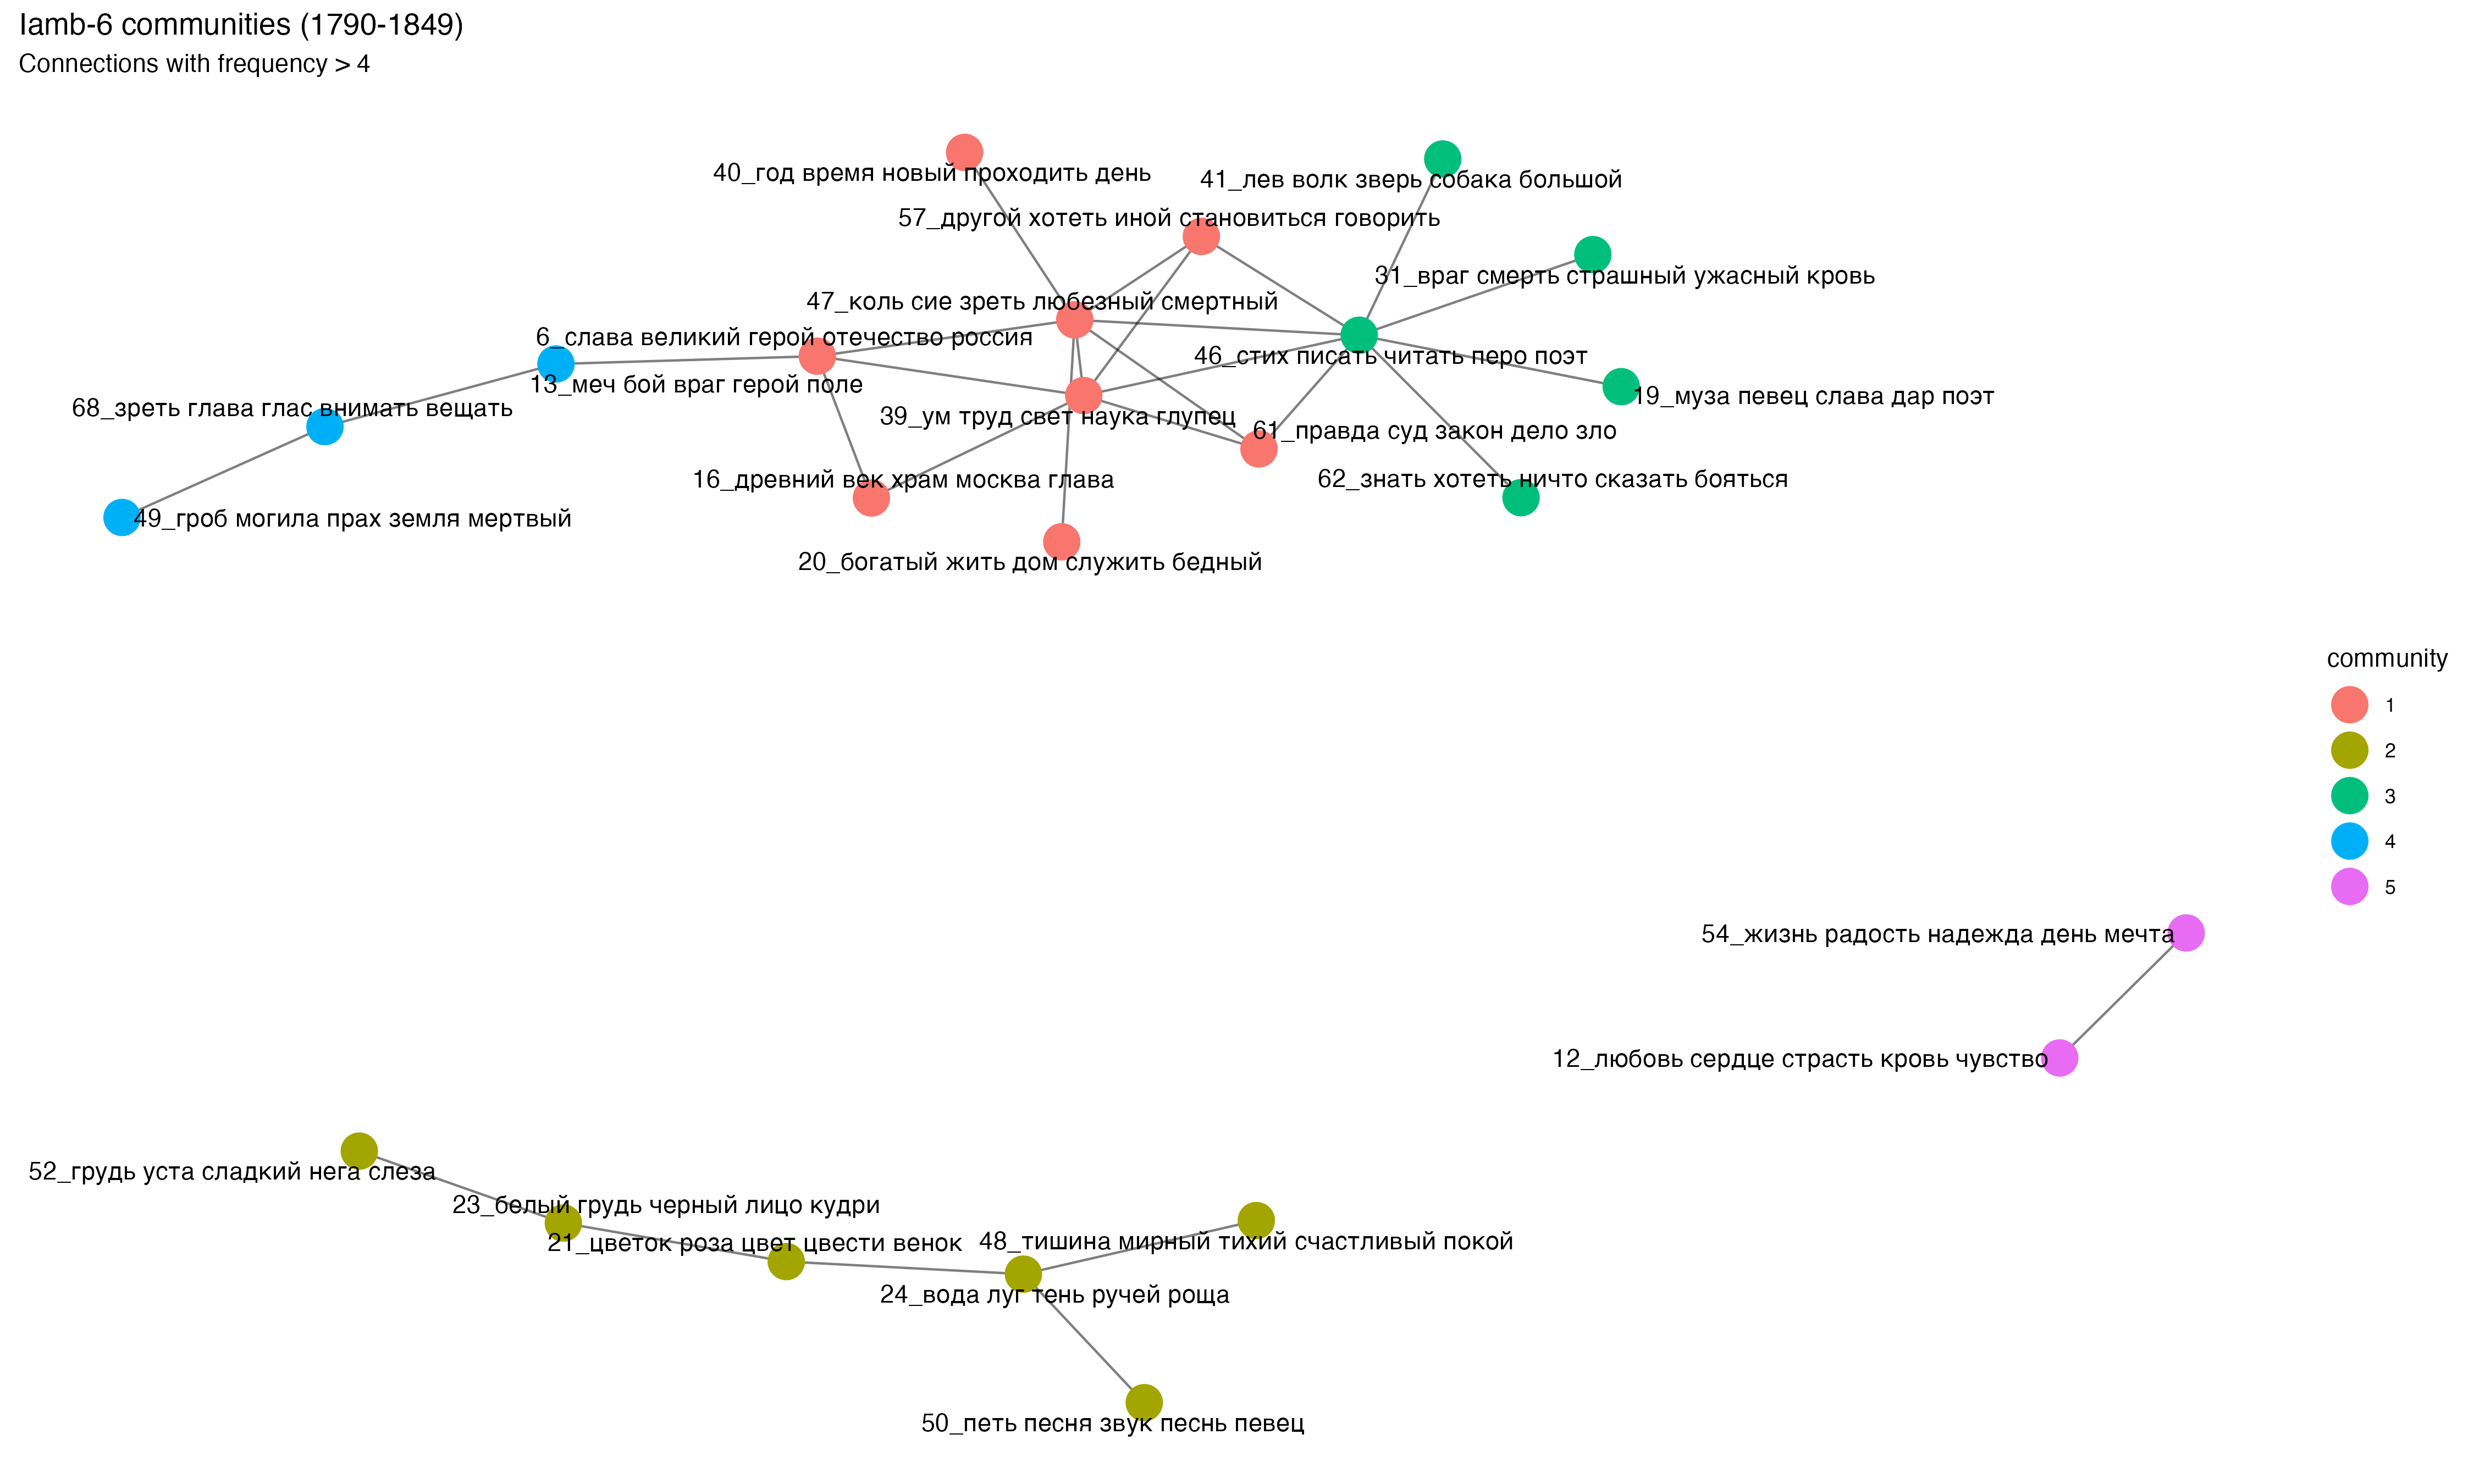 Iamb-6 communities (1790-1849)
Connections with frequency > 4
40_год время новый проходить день
41_лев волк зверь собака большой
57_другой хотеть иной становиться говорить
31_враг смерть страшный ужасный кровь
47_коль сие зреть любезный смертный
6_слава великий герой отечество россия
46_стих писать читать перо поэт
13_меч бой враг герой поле
19_муза певец слава дар поэт
68_зреть глава глас внимать вещать
39_ум труд свет наука глупец
61_правда суд закон дело зло
16_древний век храм москва глава
62_знать хотеть ничто сказать бояться
49_гроб могила прах земля мертвый
20_богатый жить дом служить бедный
community
1
2
3
4
5
54_жизнь радость надежда день мечта
12_любовь сердце страсть кровь чувство
52_грудь уста сладкий нега слеза
23_белый грудь черный лицо кудри
21_цветок роза цвет цвести венок
48_тишина мирный тихий счастливый покой
24_вода луг тень ручей роща
50_петь песня звук песнь певец